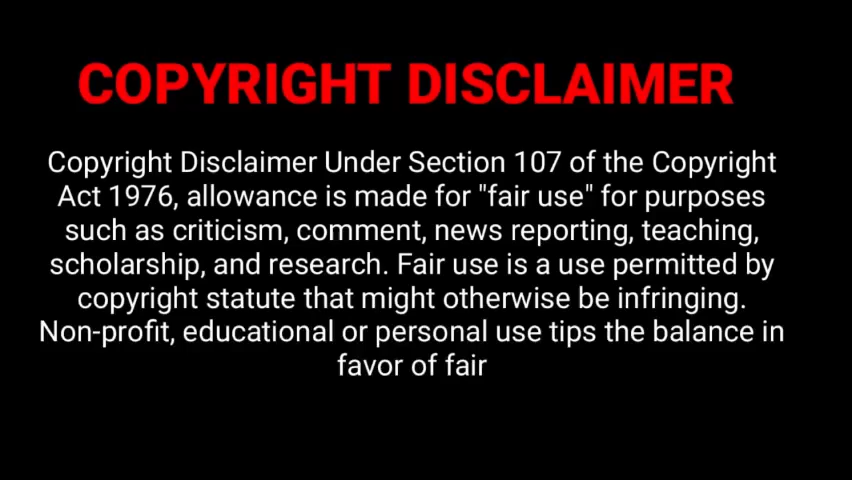 COPYRIGHT DISCLAIMER
Copyright Disclaimer Under Section 107 of the Copyright
Act 1976, allowance is made for "fair use" for purposes
such as criticism, comment, news reporting, teaching,
scholarship, and research. Fair use is a use permitted by
copyright statute that might otherwise be infringing.
Non-profit, educational or personal use tips the balance in
favor of fair